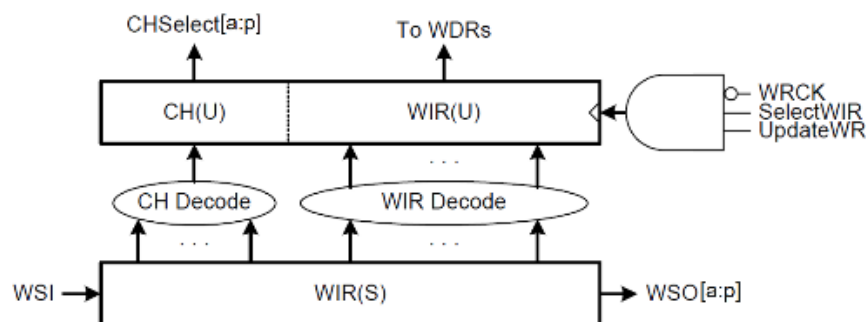 CHSelect[a:p]
To WDRs
CH(U)
WIR(U)
WRCK
SelectWIR
UpdateWR
. . .
CH Decode
WIR Decode
. . .
. . .
WSI
WIR(S)
WSO[a:p]